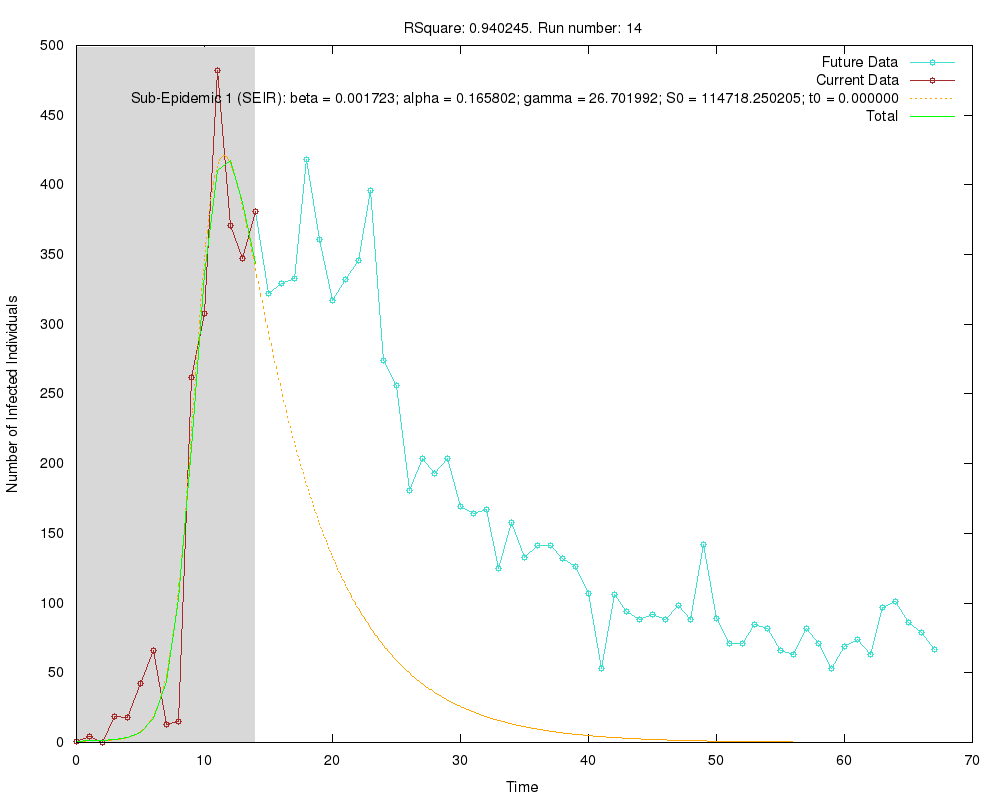 RSquare: 0.940245. Run number: 14
500
450
400
350
300
250
200
150
100
50
0
Number of Infected Individuals
Future Data
Current Data
Sub-Epidemic 1 (SEIR): beta = 0.001723; alpha = 0.165802; gamma = 26.701992; S0 = 114718.250205; t0 = 0.000000
Total
0 10 20 30 40 50 60 70
Time